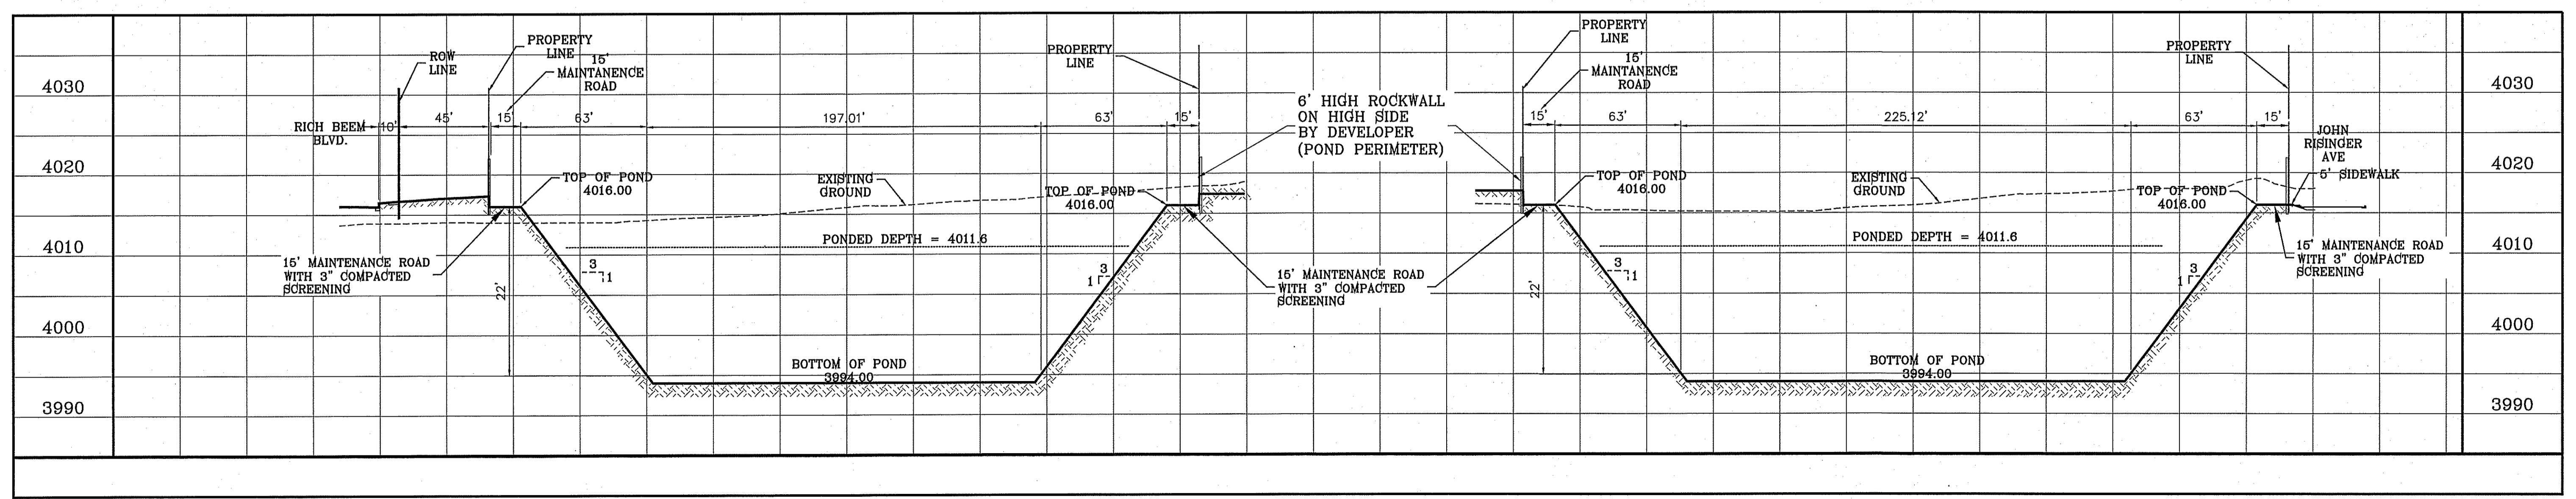 4030
4020
4010
4000
3990
ROW
LINE
PROPERTY
LINE
15'
MAINTANENCE
ROAD
RICH BEEM
BLVD.
10'
45'
15'
63'
197.01'
63'
15'
PROPERTY
LINE
TOP OF POND
4016.00
EXISTING
GROUND
TOP OF POND
4016.00
PONDED DEPTH = 4011.6
15' MAINTENANCE ROAD
WITH 3" COMPACTED
SCREENING
22'
3
1
3
1
BOTTOM OF POND
3994.00
6' HIGH ROCKWALL
ON HIGH SIDE
BY DEVELOPER
(POND PERIMETER)
15' MAINTENANCE ROAD
WITH 3" COMPACTED
SCREENING
PROPERTY
LINE
15'
MAINTANENCE
ROAD
15'
63'
225.12'
63'
15'
PROPERTY
LINE
JOHN
RISINGER
AVE
5' SIDEWALK
TOP OF POND
4016.00
EXISTING
GROUND
TOP OF POND
4016.00
PONDED DEPTH = 4011.6
22'
3
1
3
1
15' MAINTENANCE ROAD
WITH 3" COMPACTED
SCREENING
BOTTOM OF POND
3994.00
4030
4020
4010
4000
3990